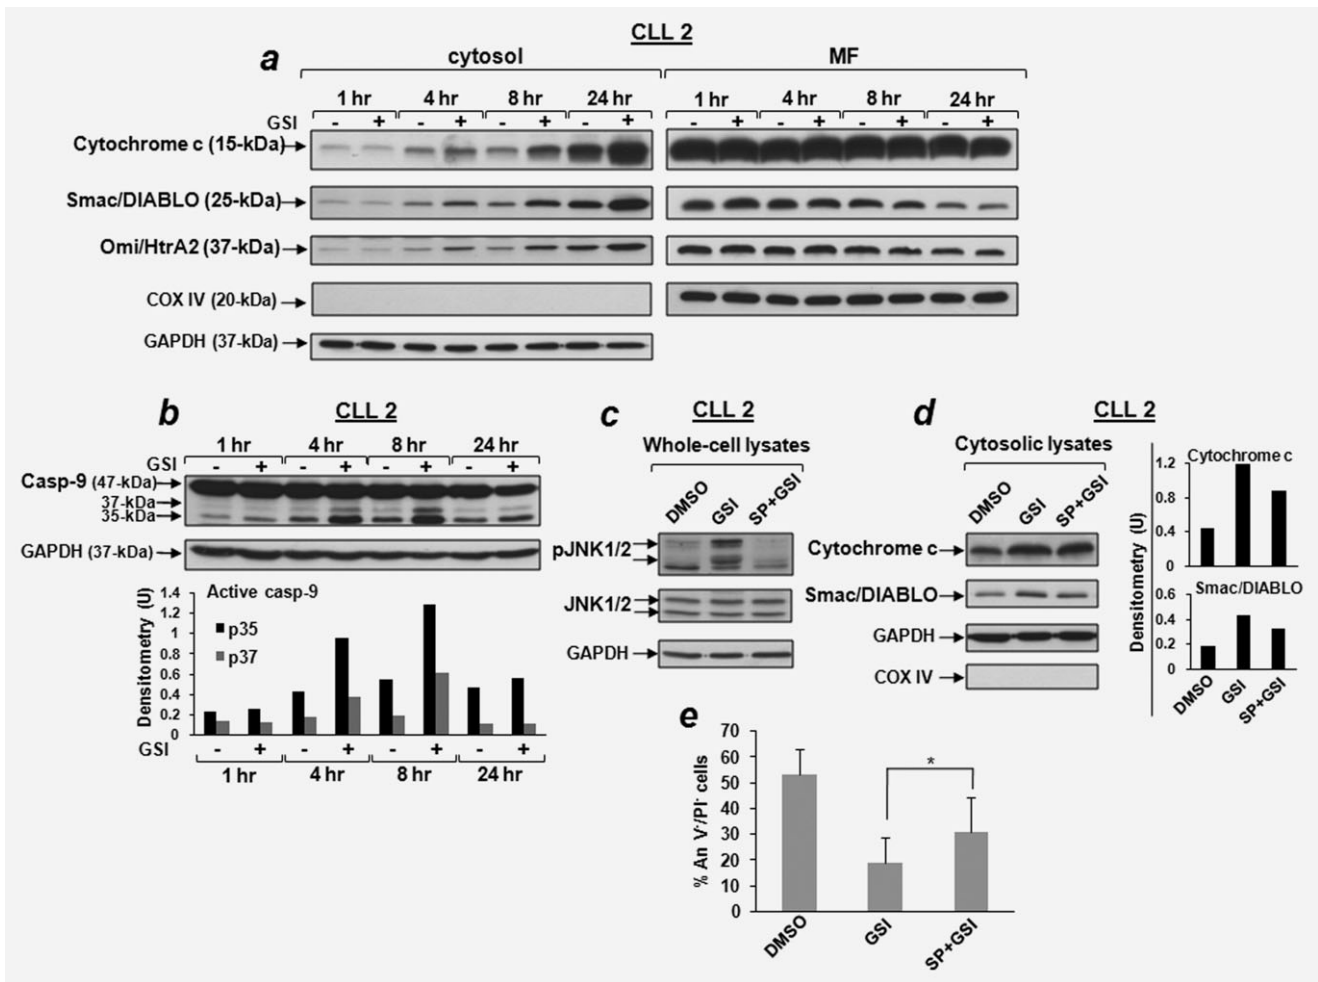 CLL 2
a
cytosol MF
1 hr 4 hr 8 hr 24 hr 1 hr 4 hr 8 hr 24 hr
GSI - + - + - + - + - + - + - + - +
Cytochrome c (15-kDa)
Smac/DIABLO (25-kDa)
Omi/HtrA2 (37-kDa)
COX IV (20-kDa)
GAPDH (37-kDa)
b CLL 2
1 hr 4 hr 8 hr 24 hr
GSI - + - + - + - +
Casp-9 (47-kDa)
37-kDa
35-kDa
GAPDH (37-kDa)
Densitometry (U)
Active casp-9
p35
p37
1.4
1.2
1
0.8
0.6
0.4
0.2
0
GSI - + - + - + - +
1 hr 4 hr 8 hr 24 hr
c CLL 2
Whole-cell lysates
DMSO GSI SP+GSI
pJNK1/2
JNK1/2
GAPDH
d CLL 2
Cytosolic lysates
DMSO GSI SP+GSI
Cytochrome c
Smac/DIABLO
GAPDH
COX IV
Densitometry (U)
Cytochrome c
1.2
0.8
0.4
0
Smac/DIABLO
0.6
0.4
0.2
0
DMSO GSI SP+GSI
e
% An V-/PI- cells
70
60
50
40
30
20
10
0
*
DMSO GSI SP+GSI